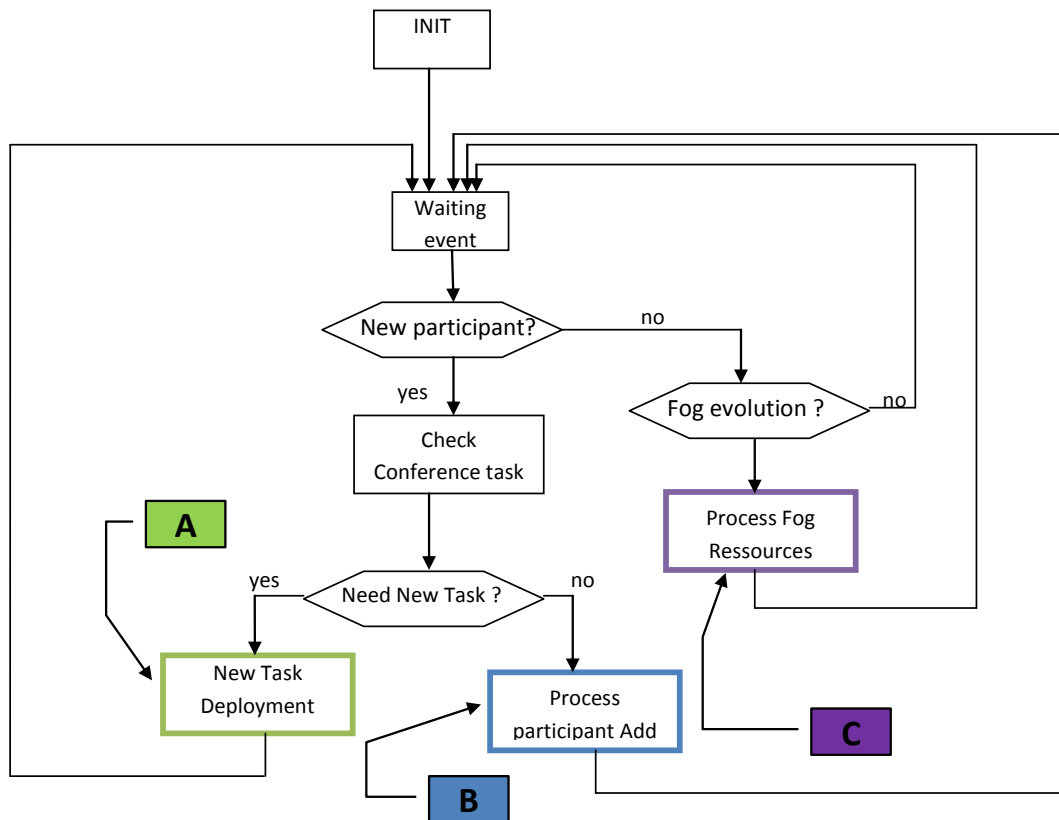 INIT
Waiting
event
New participant?
no
yes
Fog evolution ?
no
Check
Conference task
A
Process Fog
Ressources
yes
Need New Task ?
no
New Task
Deployment
Process
participant Add
C
B